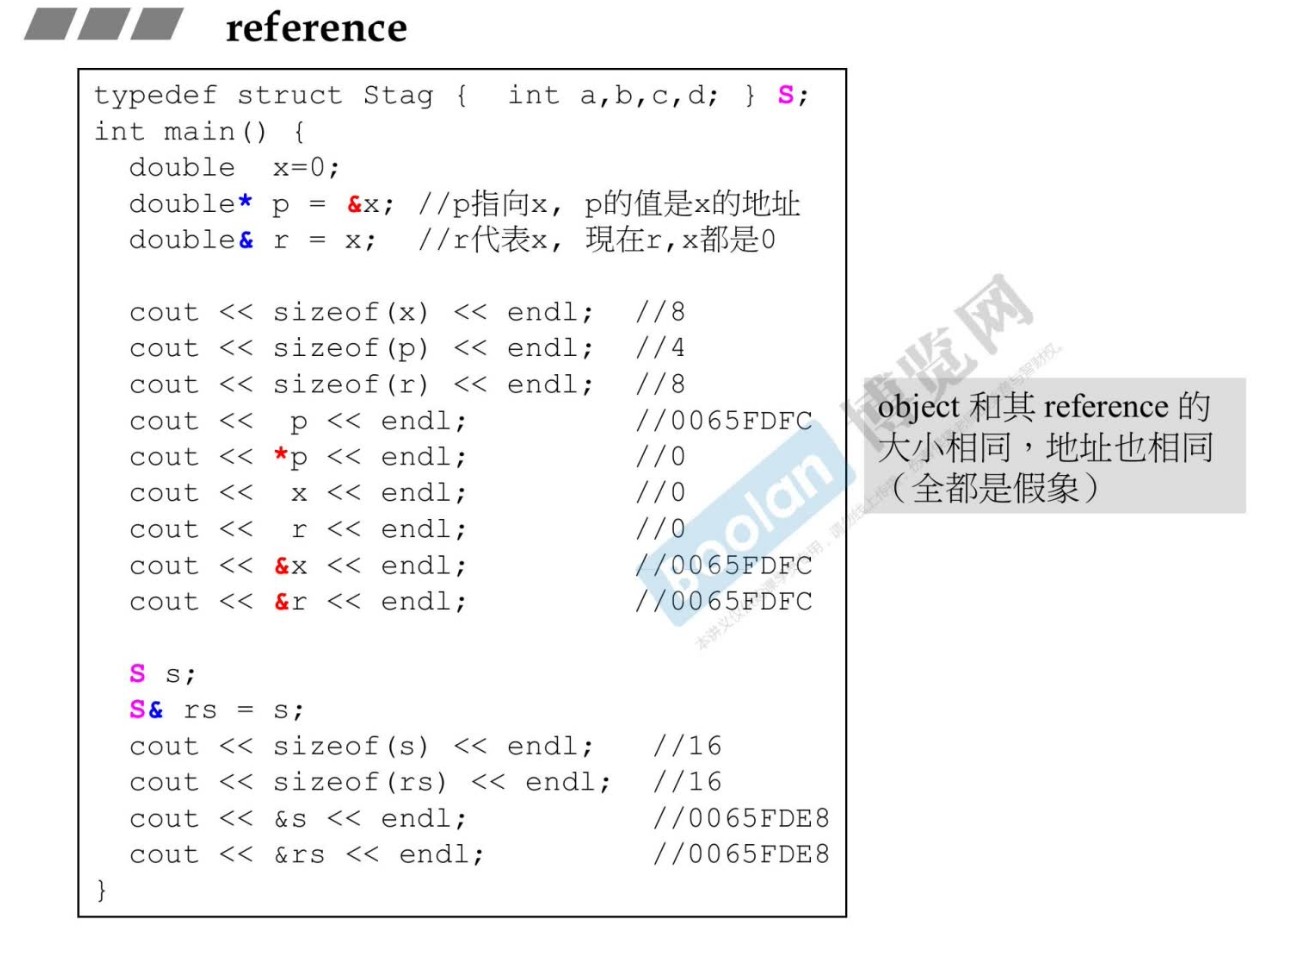 reference
typedef struct Stag {  int a,b,c,d; } S;
int main() {
  double  x=0;
  double* p = &x; //p指向x, p的值是x的地址
  double& r = x;  //r代表x, 現在r,x都是0
  cout << sizeof(x) << endl;  //8
  cout << sizeof(p) << endl;  //4
  cout << sizeof(r) << endl;  //8
  cout <<  p << endl;         //0065FDFC
  cout << *p << endl;         //0
  cout <<  x << endl;         //0
  cout <<  r << endl;         //0
  cout << &x << endl;         //0065FDFC
  cout << &r << endl;         //0065FDFC
  S s;
  S& rs = s;
  cout << sizeof(s) << endl;   //16
  cout << sizeof(rs) << endl;  //16
  cout << &s << endl;          //0065FDE8
  cout << &rs << endl;         //0065FDE8
}
object 和其 reference 的
大小相同，地址也相同
（全都是假象）
boolan
博览网